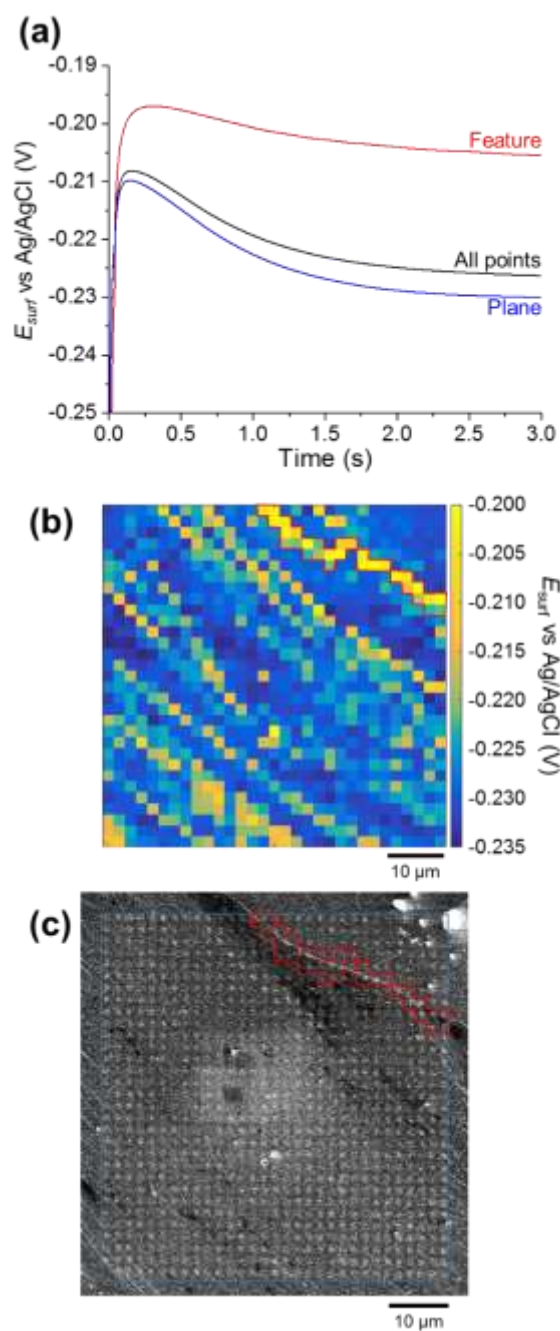 (a)
-0.19
-0.20
-0.21
-0.22
-0.23
-0.24
-0.25
E_surf vs Ag/AgCl (V)
Feature
All points
Plane
0.0 0.5 1.0 1.5 2.0 2.5 3.0
Time (s)
(b)
-0.200
-0.205
-0.210
-0.215
-0.220
-0.225
-0.230
-0.235
E_surf vs Ag/AgCl (V)
10 µm
(c)
10 µm